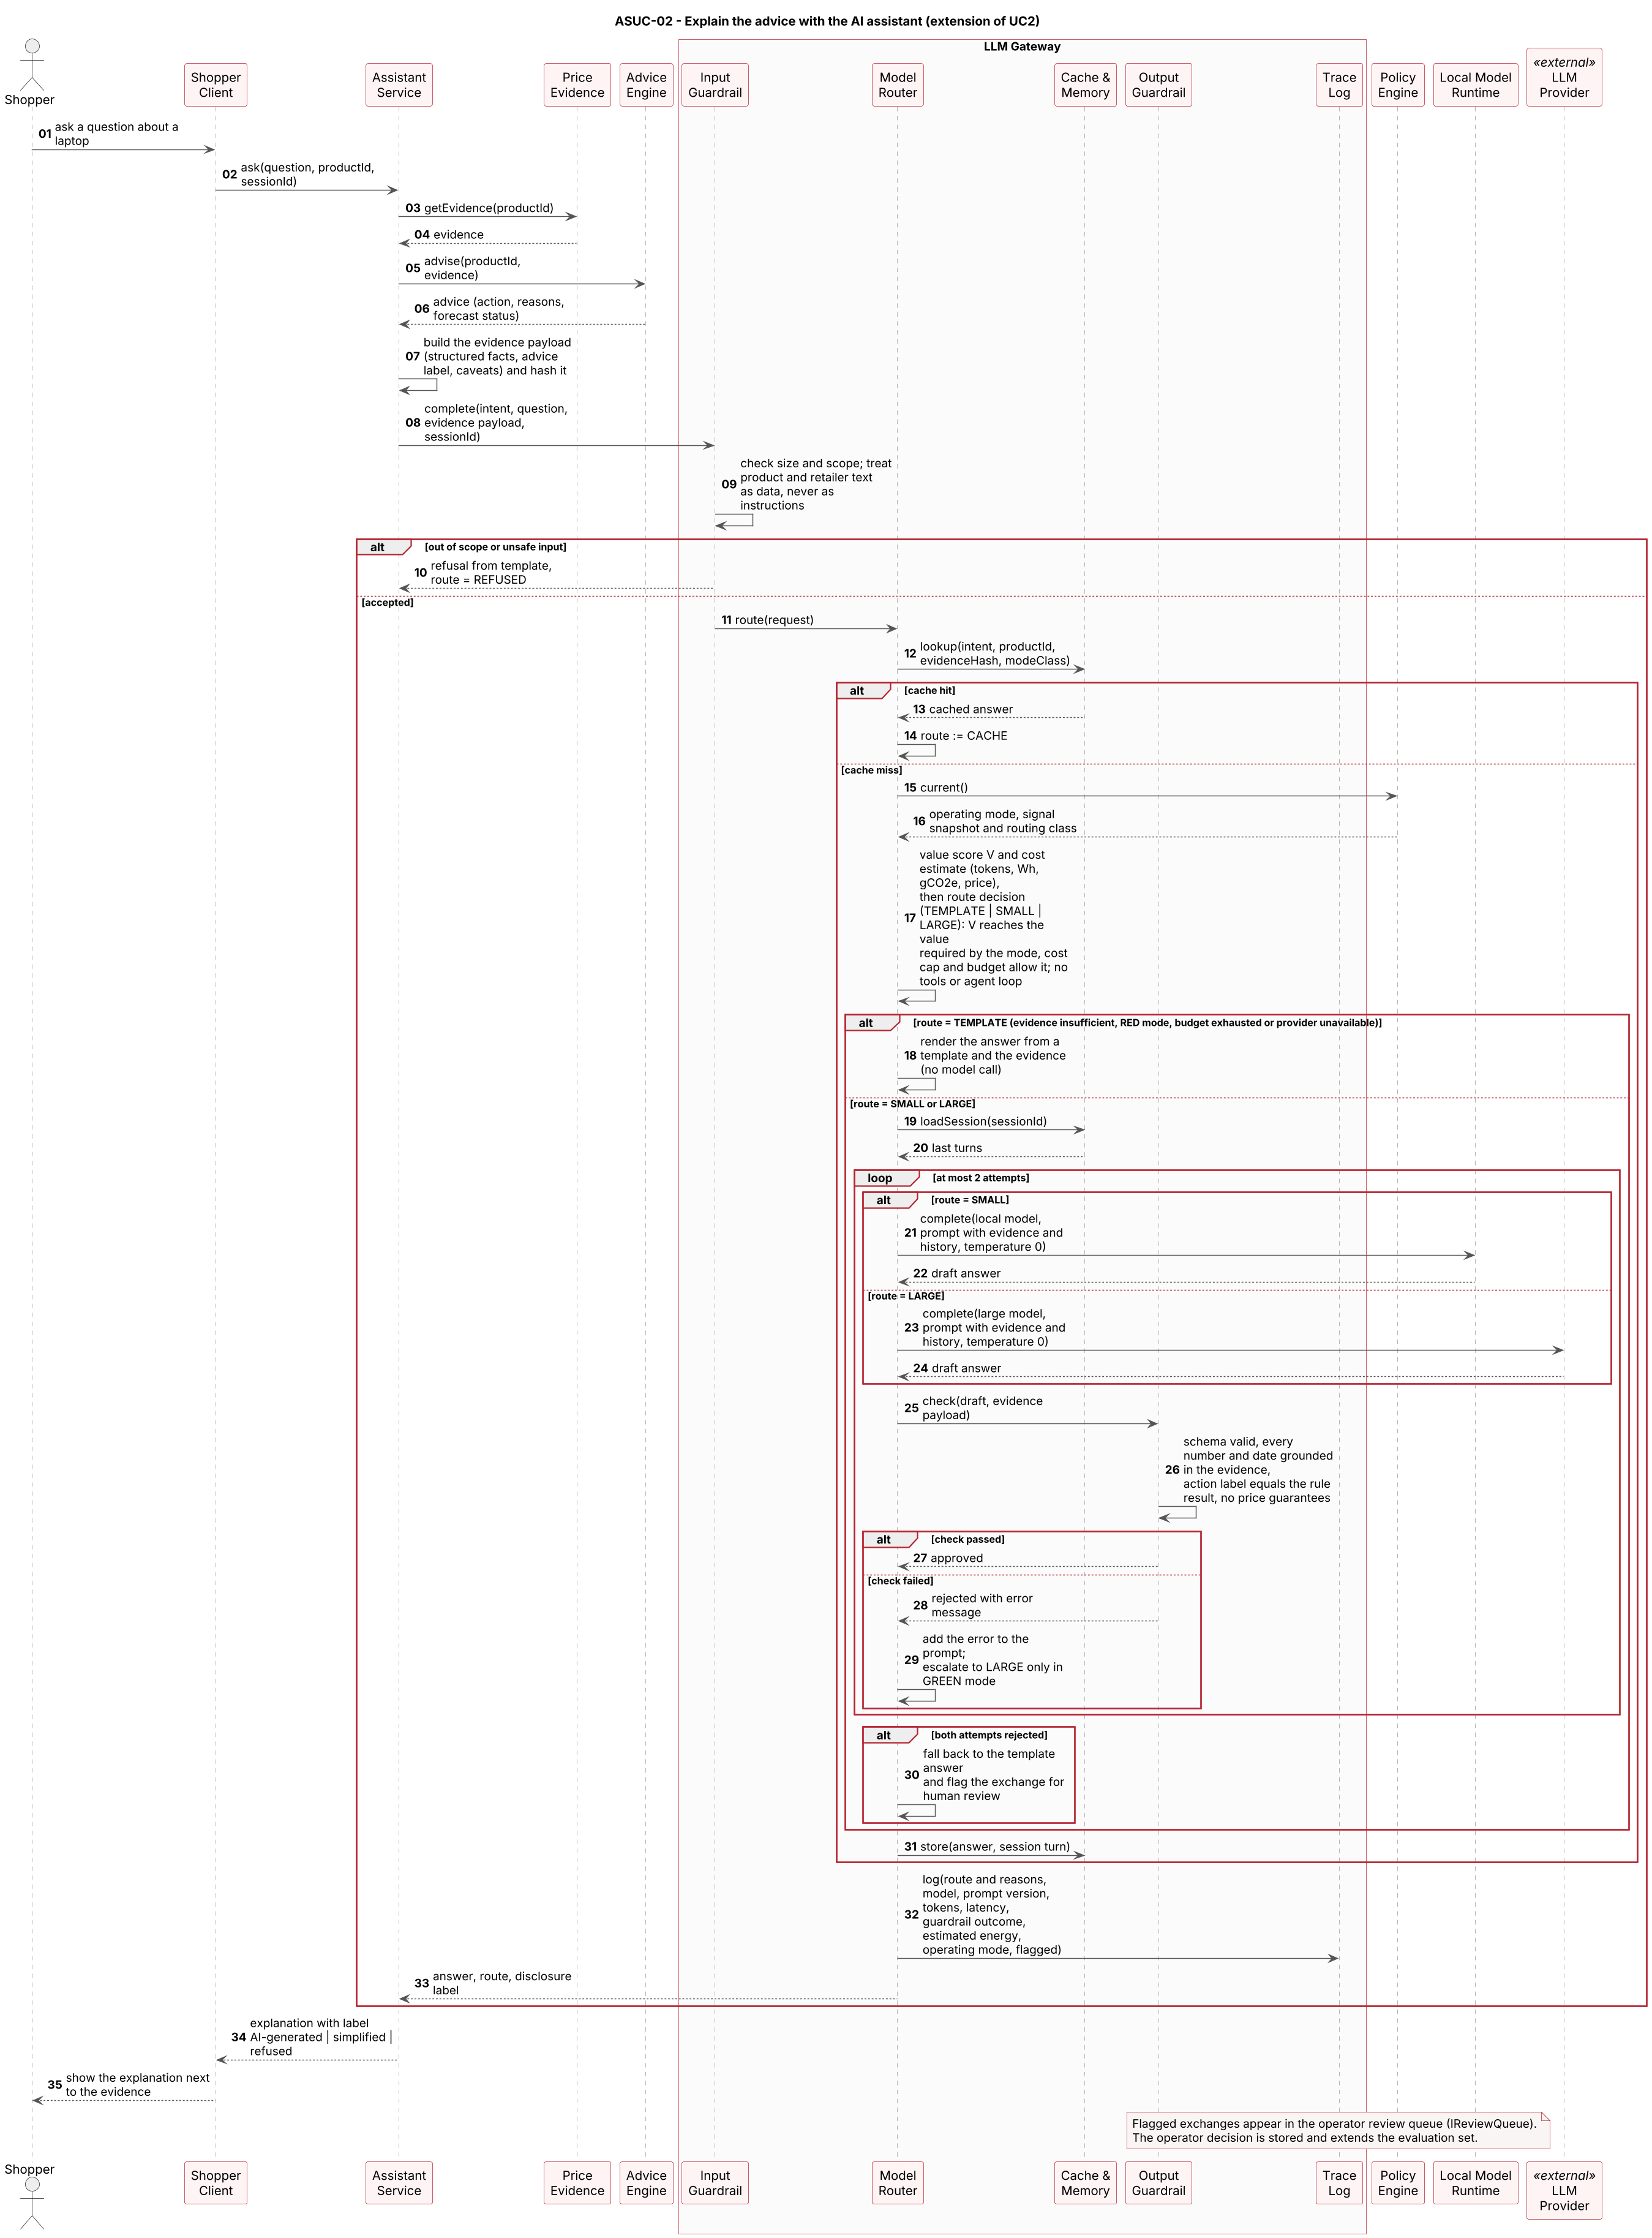 ASUC-02 - Explain the advice with the AI assistant (extension of UC2)
LLM Gateway
Shopper
Shopper
Client
Assistant
Service
Price
Evidence
Advice
Engine
Input
Guardrail
Model
Router
Cache &
Memory
Output
Guardrail
Trace
Log
Policy
Engine
Local Model
Runtime
«external»
LLM
Provider
01 ask a question about a
laptop
02 ask(question, productId,
sessionId)
03 getEvidence(productId)
04 evidence
05 advise(productId,
evidence)
06 advice (action, reasons,
forecast status)
07 build the evidence payload
(structured facts, advice
label, caveats) and hash it
08 complete(intent, question,
evidence payload,
sessionId)
09 check size and scope; treat
product and retailer text
as data, never as
instructions
alt [out of scope or unsafe input]
10 refusal from template,
route = REFUSED
[accepted]
11 route(request)
12 lookup(intent, productId,
evidenceHash, modeClass)
alt [cache hit]
13 cached answer
14 route := CACHE
[cache miss]
15 current()
16 operating mode, signal
snapshot and routing class
17 value score V and cost
estimate (tokens, Wh,
gCO2e, price),
then route decision
(TEMPLATE | SMALL |
LARGE): V reaches the
value
required by the mode, cost
cap and budget allow it; no
tools or agent loop
alt [route = TEMPLATE (evidence insufficient, RED mode, budget exhausted or provider unavailable)]
18 render the answer from a
template and the evidence
(no model call)
[route = SMALL or LARGE]
19 loadSession(sessionId)
20 last turns
loop [at most 2 attempts]
alt [route = SMALL]
21 complete(local model,
prompt with evidence and
history, temperature 0)
22 draft answer
[route = LARGE]
23 complete(large model,
prompt with evidence and
history, temperature 0)
24 draft answer
25 check(draft, evidence
payload)
26 schema valid, every
number and date grounded
in the evidence,
action label equals the rule
result, no price guarantees
alt [check passed]
27 approved
[check failed]
28 rejected with error
message
29 add the error to the
prompt;
escalate to LARGE only in
GREEN mode
alt [both attempts rejected]
30 fall back to the template
answer
and flag the exchange for
human review
31 store(answer, session turn)
32 log(route and reasons,
model, prompt version,
tokens, latency,
guardrail outcome,
estimated energy,
operating mode, flagged)
33 answer, route, disclosure
label
34 explanation with label
AI-generated | simplified |
refused
35 show the explanation next
to the evidence
Flagged exchanges appear in the operator review queue (IReviewQueue).
The operator decision is stored and extends the evaluation set.
Shopper
Shopper
Client
Assistant
Service
Price
Evidence
Advice
Engine
Input
Guardrail
Model
Router
Cache &
Memory
Output
Guardrail
Trace
Log
Policy
Engine
Local Model
Runtime
«external»
LLM
Provider